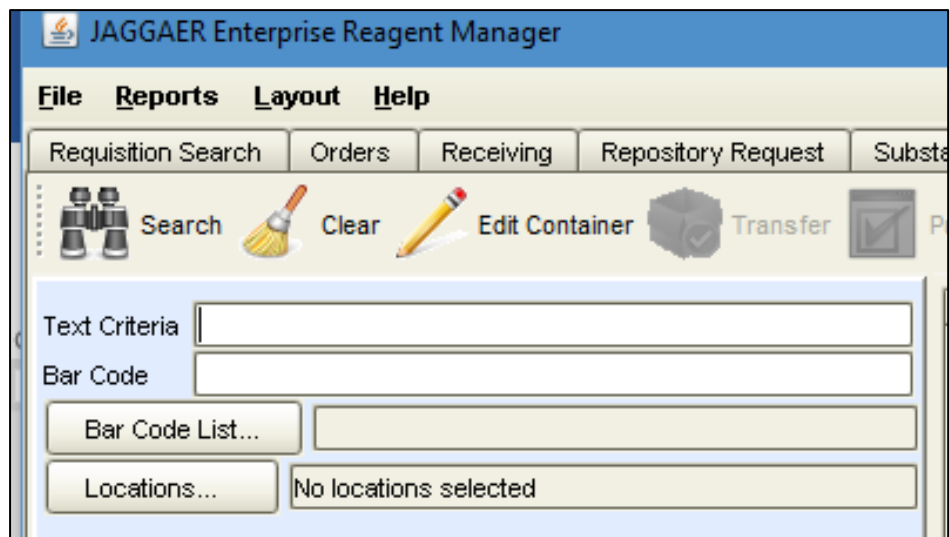 JAGGAER Enterprise Reagent Manager
File Reports Layout Help
Requisition Search Orders Receiving Repository Request
Search Clear Edit Container Transfer
Text Criteria
Bar Code
Bar Code List...
Locations... No locations selected